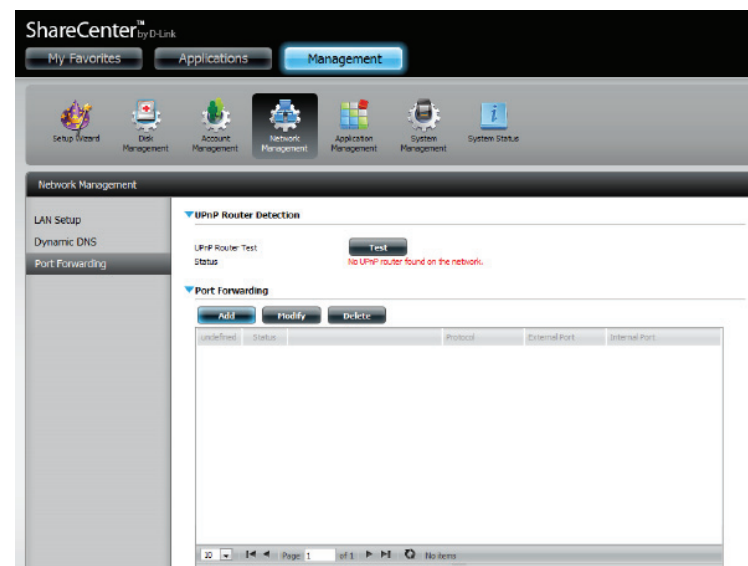 ShareCenter™ by D-Link
My Favorites Applications Management
Setup Wizard Disk Management Account Management Network Management Application Management System Management System Status
Network Management
LAN Setup
Dynamic DNS
Port Forwarding
UPnP Router Detection
UPnP Router Test Test
Status No UPnP router found on the network.
Port Forwarding
Add Modify Delete
undefined Status Protocol External Port Internal Port
10 Page 1 of 1 No items